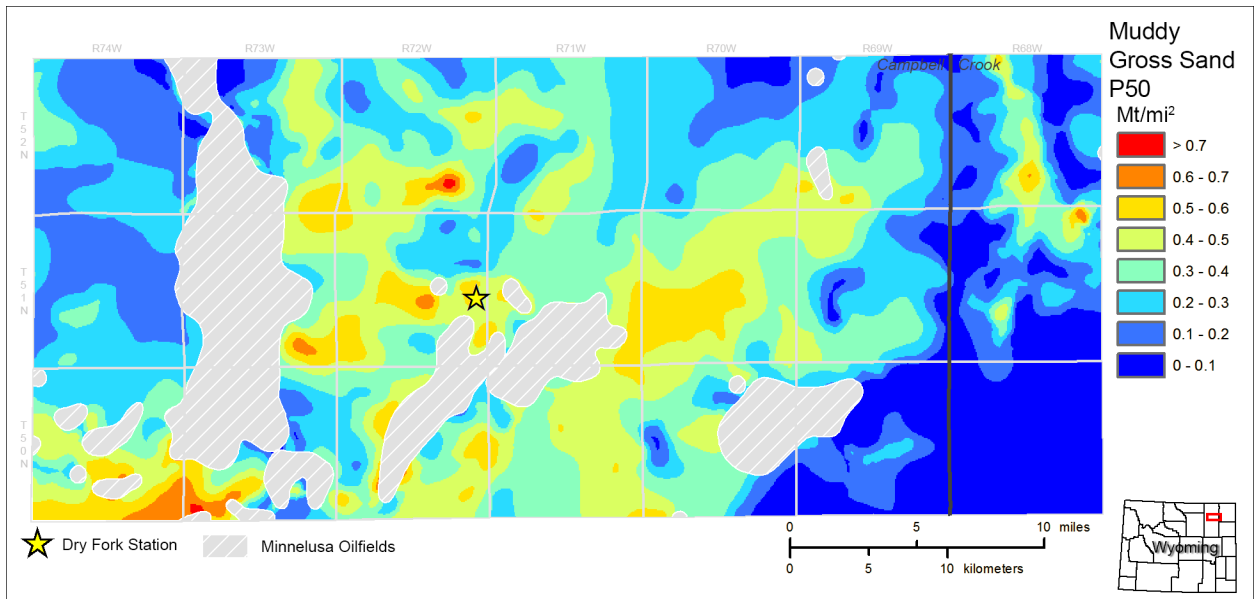 R74W
R73W
R72W
R71W
R70W
R69W
R68W
Campbell
Crook
T
52
N
T
51
N
T
50
N
Muddy
Gross Sand
P50
Mt/mi²
> 0.7
0.6 - 0.7
0.5 - 0.6
0.4 - 0.5
0.3 - 0.4
0.2 - 0.3
0.1 - 0.2
0 - 0.1
Dry Fork Station
Minnelusa Oilfields
0 5 10 miles
0 5 10 kilometers
Wyoming